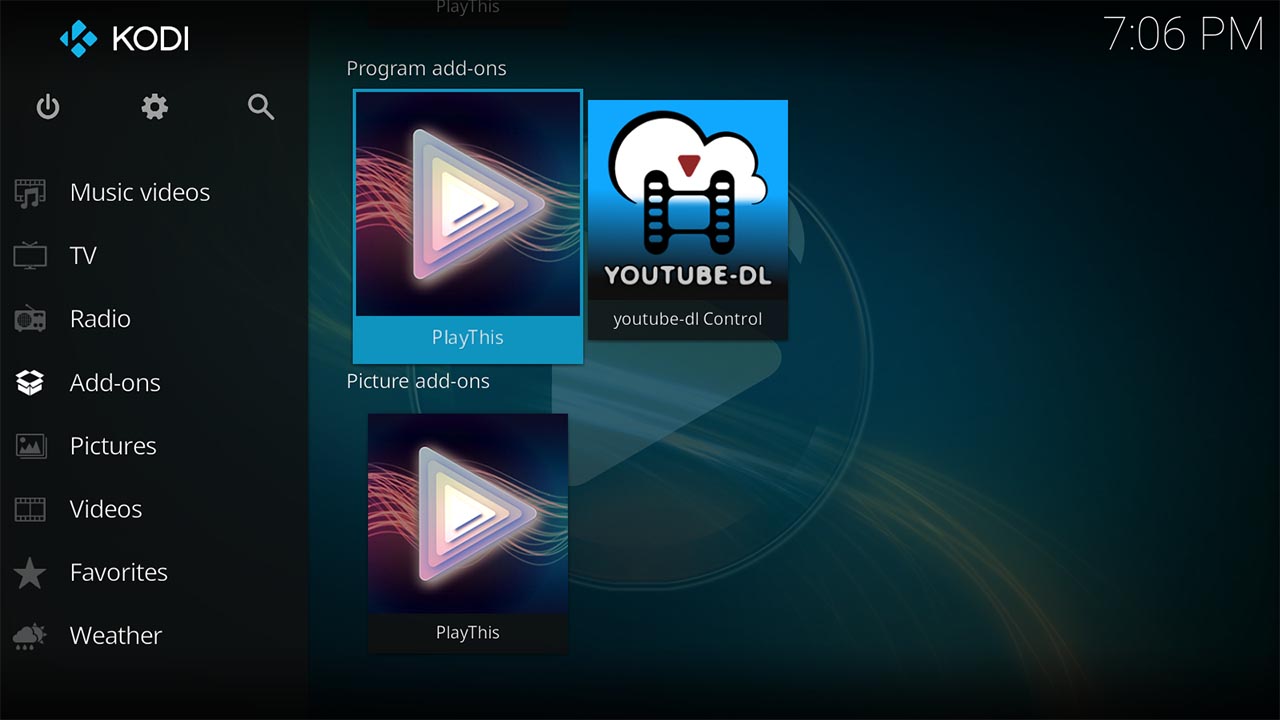 KODI
Music videos
TV
Radio
Add-ons
Pictures
Videos
Favorites
Weather
PlayThis
7:06 PM
Program add-ons
YOUTUBE-DL
PlayThis
youtube-dl Control
Picture add-ons
PlayThis